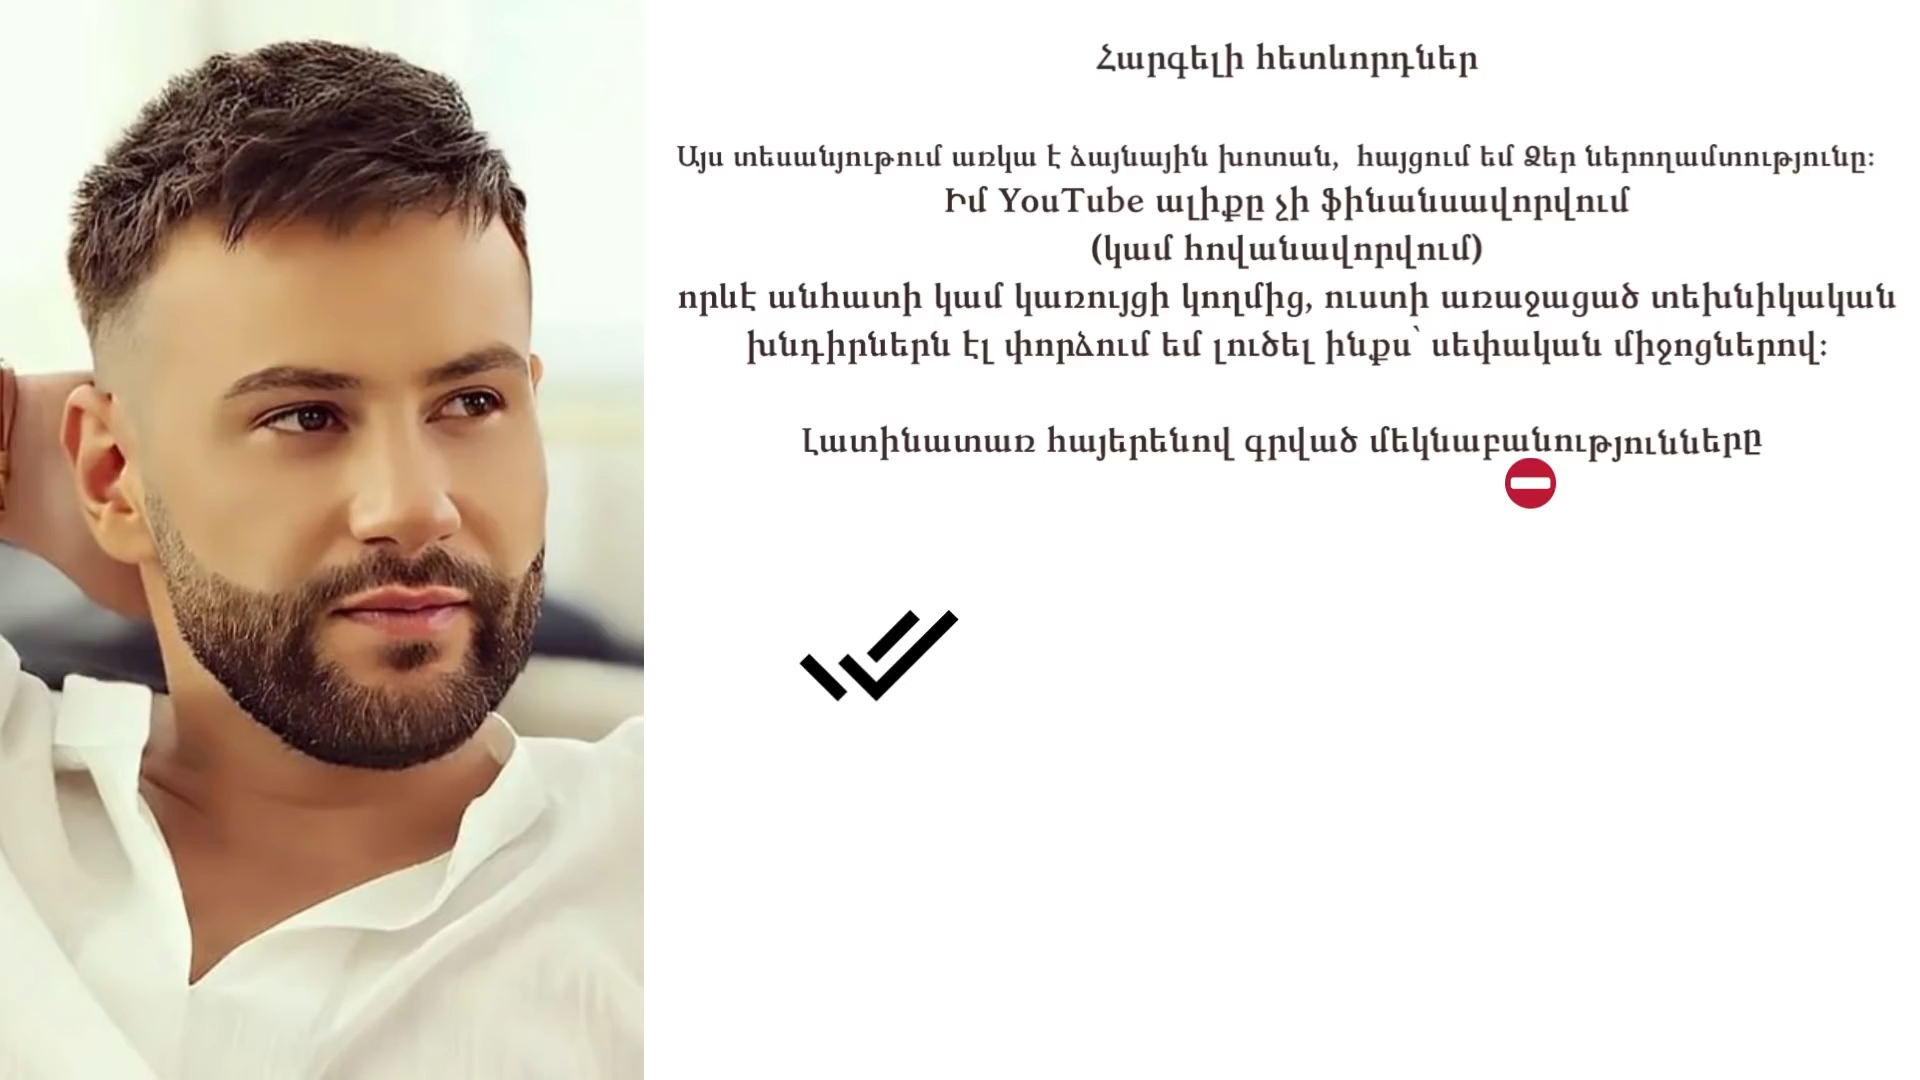 Հարգելի հետևորդներ
Այս տեսանյութում առկա է ձայնային խոտան, հայցում եմ Ձեր ներողամտությունը։
Իմ YouTube ալիքը չի ֆինանսավորվում
(կամ հովանավորվում)
որևէ անհատի կամ կառույցի կողմից, ուստի առաջացած տեխնիկական
խնդիրներն էլ փորձում եմ լուծել ինքս՝ սեփական միջոցներով։
Լատինատառ հայերենով գրված մեկնաբանությունները